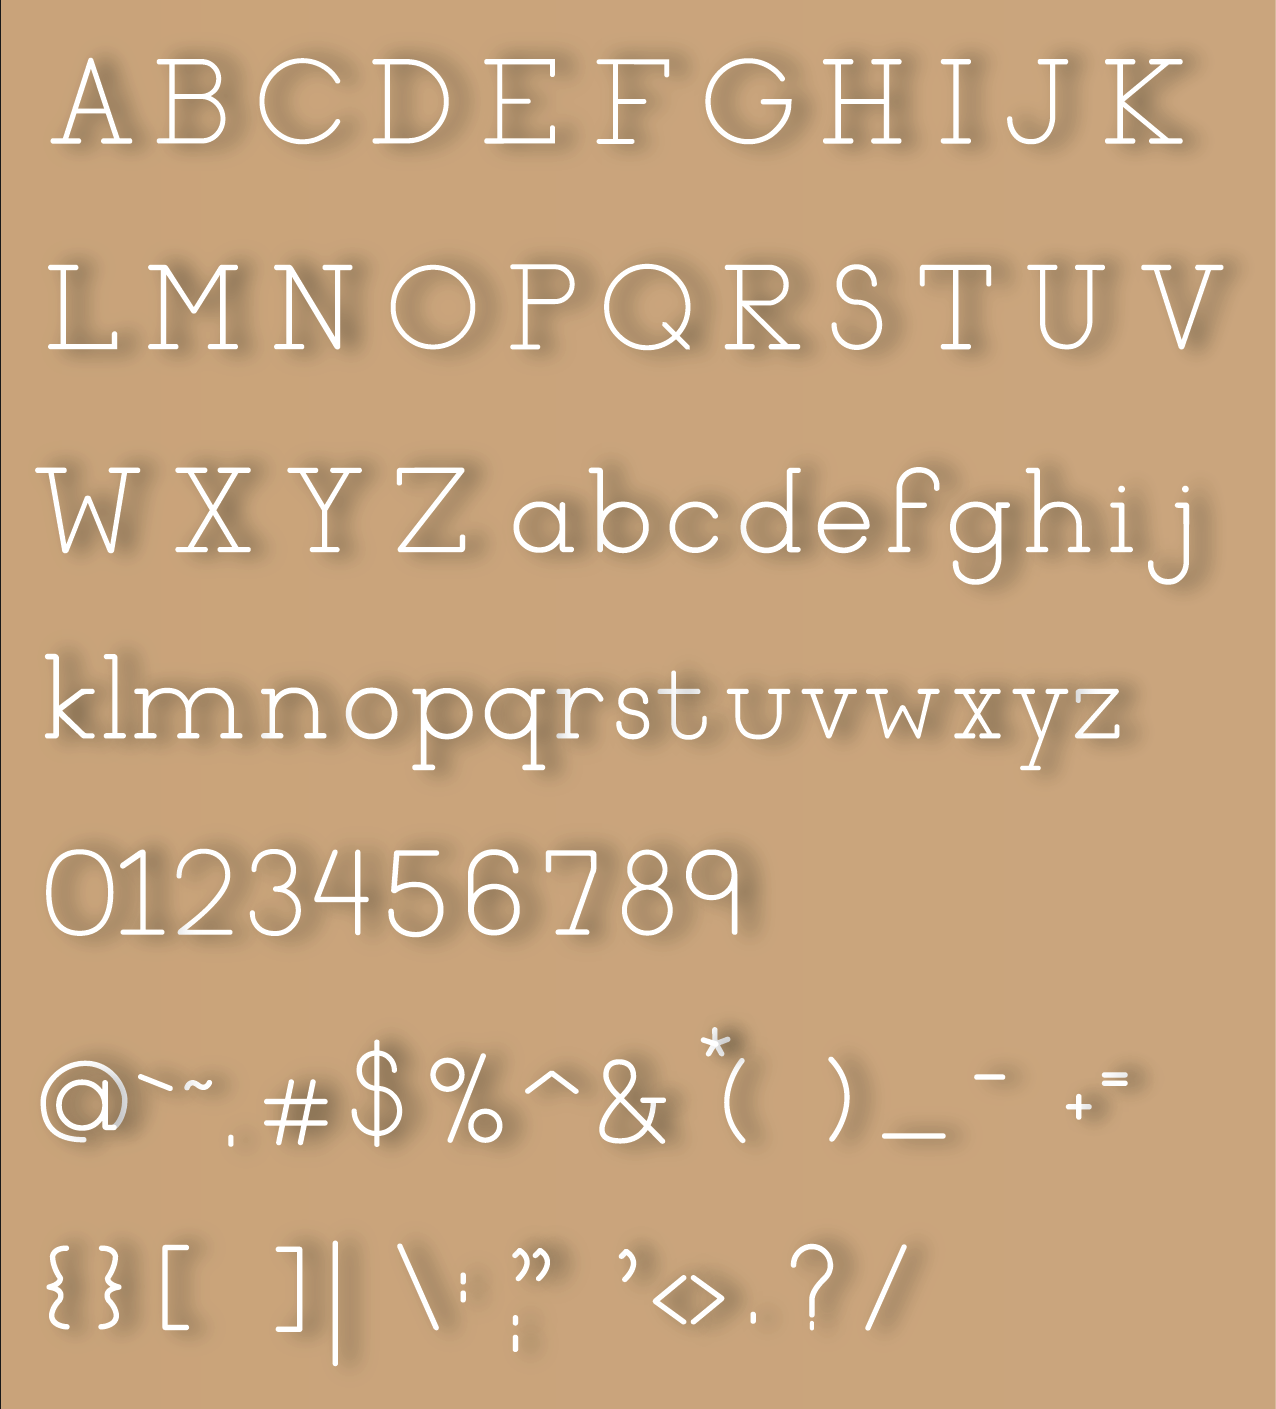 ABCDEFGHIJK
LMNOPQRSTUV
WXYZabcdefghij
klmnopqrstuvwxyz
0123456789
@`~.#$%^&*()_-+=
{}[]|\:;”’<>.?/